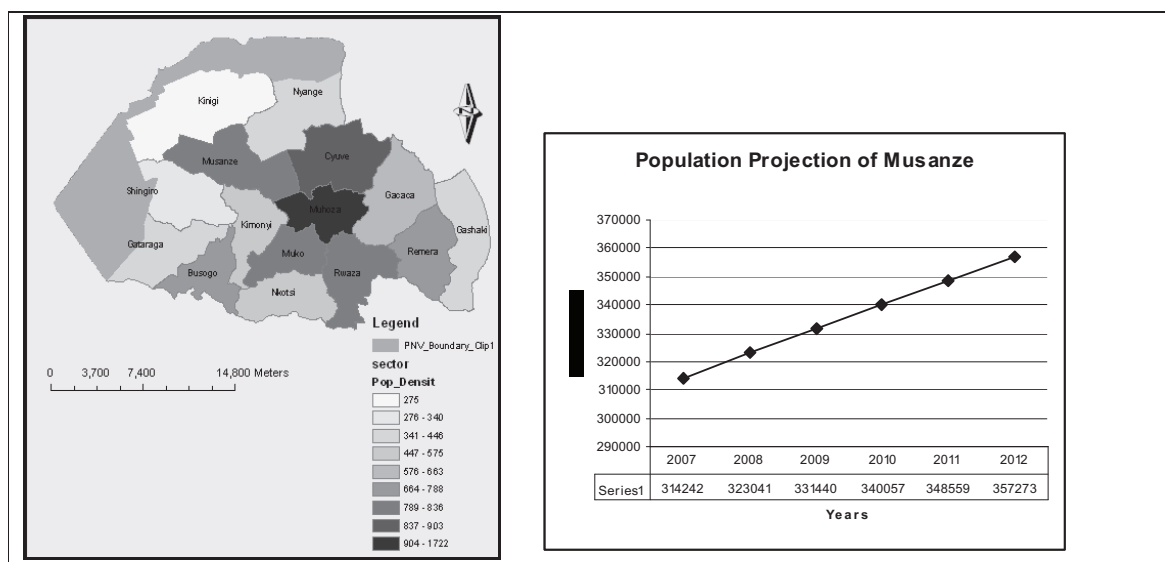 Kinigi
Nyange
N
Musanze
Cyuve
Shingiro
Gacaca
Muhoza
Kimonyi
Gashaki
Gataraga
Muko
Remera
Busogo
Rwaza
Nkotsi
Legend
PNV_Boundary_Clip1
sector
Pop_Densit
275
276 - 340
341 - 446
447 - 575
576 - 663
664 - 788
789 - 836
837 - 903
904 - 1722
0 3,700 7,400 14,800 Meters
Population Projection of Musanze
370000
360000
350000
340000
330000
320000
310000
300000
290000
2007 2008 2009 2010 2011 2012
Series1 314242 323041 331440 340057 348559 357273
Years